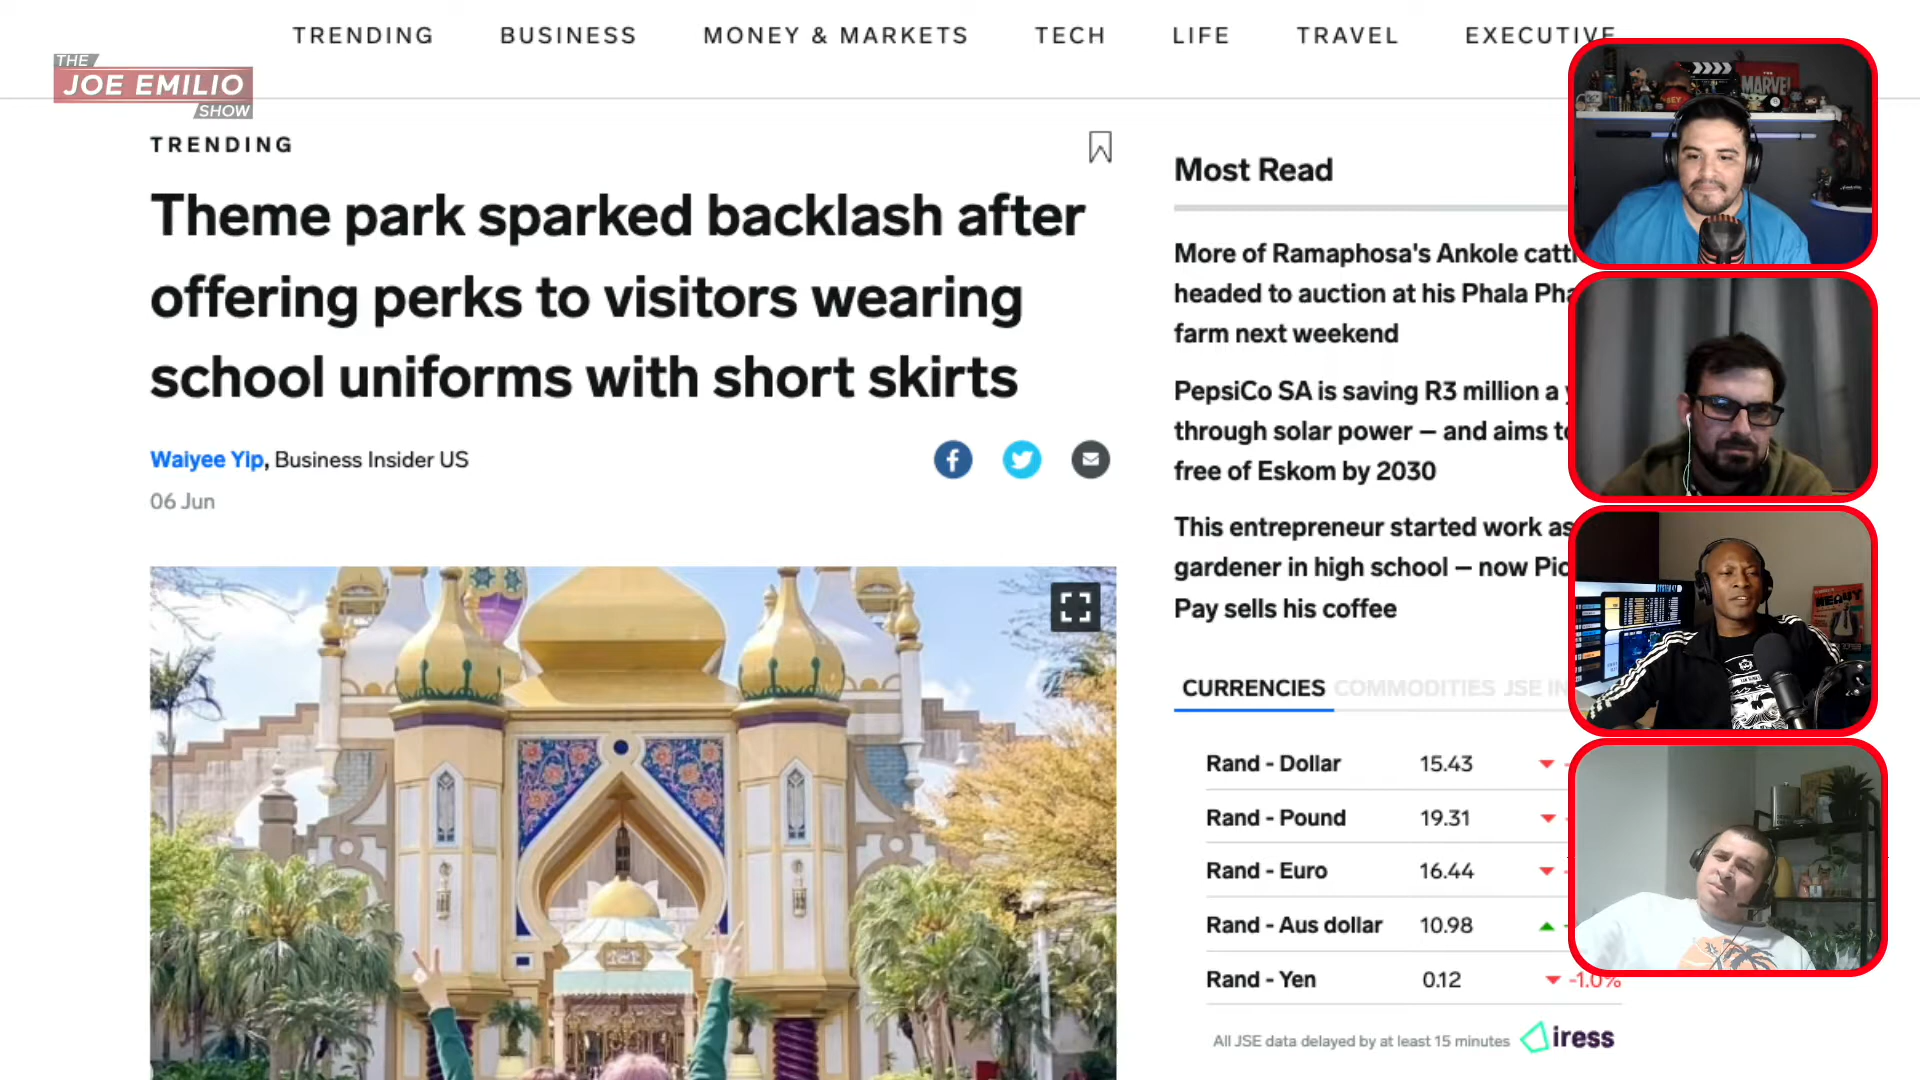 TRENDING BUSINESS MONEY & MARKETS TECH LIFE TRAVEL EXECUTIVE
THE
JOE EMILIO
SHOW
TRENDING
Theme park sparked backlash after
offering perks to visitors wearing
school uniforms with short skirts
Waiyee Yip, Business Insider US
06 Jun
Most Read
More of Ramaphosa's Ankole
headed to auction at his Phala
farm next weekend
PepsiCo SA is saving R3 million a
through solar power – and aims
free of Eskom by 2030
This entrepreneur started work as
gardener in high school – now
Pay sells his coffee
CURRENCIES COMMODITIES JSE
Rand - Dollar 15.43
Rand - Pound 19.31
Rand - Euro 16.44
Rand - Aus dollar 10.98
Rand - Yen 0.12 -1.0%
All JSE data delayed by at least 15 minutes iress
MARVEL